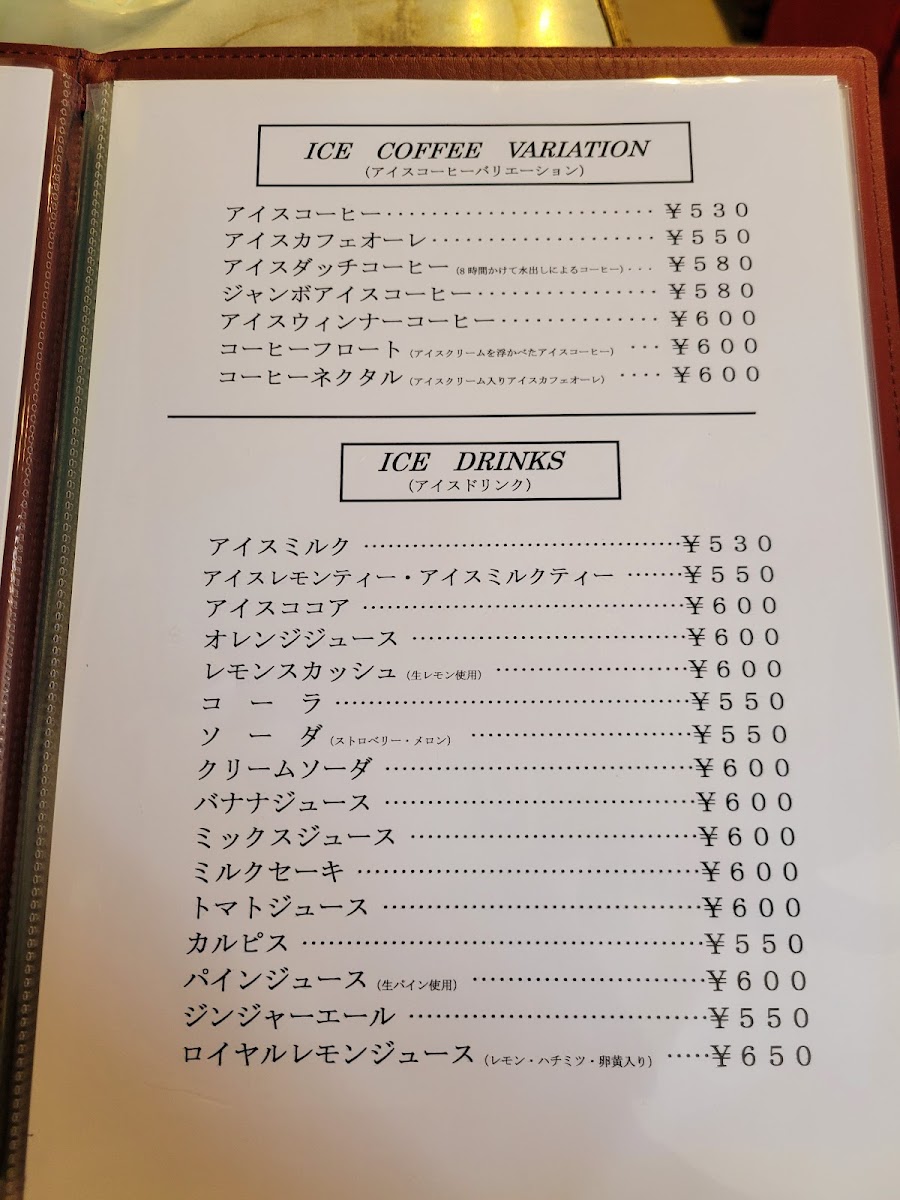 ICE COFFEE VARIATION
（アイスコーヒーバリエーション）
アイスコーヒー‥‥‥‥‥‥‥‥‥‥‥‥ ￥５３０
アイスカフェオーレ‥‥‥‥‥‥‥‥‥‥ ￥５５０
アイスダッチコーヒー（8時間かけて水出しによるコーヒー）‥‥ ￥５８０
ジャンボアイスコーヒー‥‥‥‥‥‥‥‥ ￥５８０
アイスウィンナーコーヒー‥‥‥‥‥‥‥ ￥６００
コーヒーフロート（アイスクリームを浮かべたアイスコーヒー） ‥‥ ￥６００
コーヒーネクタル（アイスクリーム入りアイスカフェオーレ） ‥‥ ￥６００
ICE DRINKS
（アイスドリンク）
アイスミルク ‥‥‥‥‥‥‥‥‥‥‥‥‥￥５３０
アイスレモンティー・アイスミルクティー ‥‥‥￥５５０
アイスココア ‥‥‥‥‥‥‥‥‥‥‥‥‥￥６００
オレンジジュース ‥‥‥‥‥‥‥‥‥‥‥￥６００
レモンスカッシュ（生レモン使用） ‥‥‥‥‥‥‥‥￥６００
コ ー ラ ‥‥‥‥‥‥‥‥‥‥‥‥‥‥￥５５０
ソ ー ダ（ストロベリー・メロン） ‥‥‥‥‥‥‥‥￥５５０
クリームソーダ ‥‥‥‥‥‥‥‥‥‥‥‥￥６００
バナナジュース ‥‥‥‥‥‥‥‥‥‥‥‥￥６００
ミックスジュース ‥‥‥‥‥‥‥‥‥‥‥￥６００
ミルクセーキ ‥‥‥‥‥‥‥‥‥‥‥‥‥￥６００
トマトジュース ‥‥‥‥‥‥‥‥‥‥‥‥￥６００
カルピス ‥‥‥‥‥‥‥‥‥‥‥‥‥‥‥￥５５０
パインジュース（生パイン使用） ‥‥‥‥‥‥‥‥‥￥６００
ジンジャーエール ‥‥‥‥‥‥‥‥‥‥‥￥５５０
ロイヤルレモンジュース（レモン・ハチミツ・卵黄入り） ‥‥￥６５０